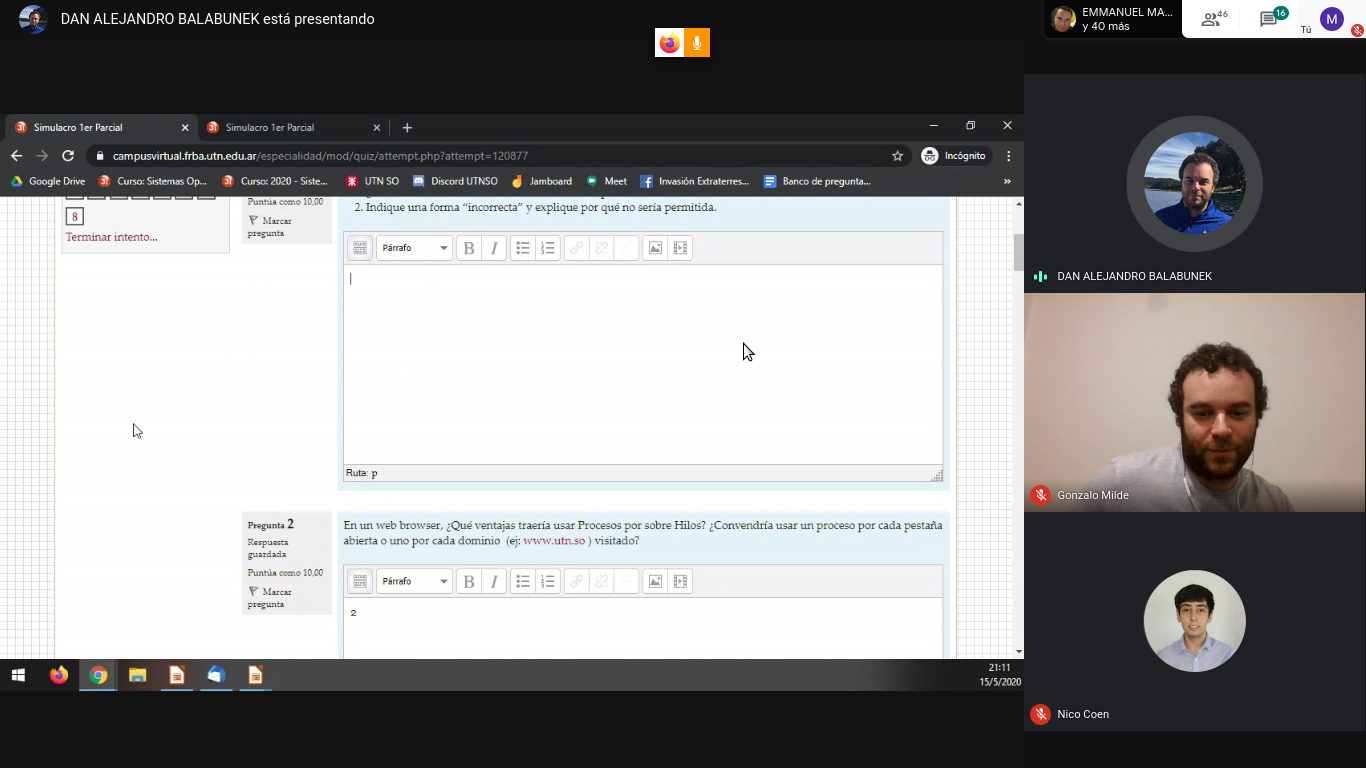 DAN ALEJANDRO BALABUNEK está presentando
EMMANUEL MA...
y 40 más
46
16
Tú
M
Simulacro 1er Parcial
Simulacro 1er Parcial
campusvirtual.frba.utn.edu.ar/especialidad/mod/quiz/attempt.php?attempt=120877
Incógnito
Google Drive
Curso: Sistemas Op...
Curso: 2020 - Siste...
UTN SO
Discord UTNSO
Jamboard
Meet
Invasión Extraterres...
Banco de pregunta...
»
8
Terminar intento...
Puntúa como 10,00
Marcar
pregunta
2. Indique una forma “incorrecta” y explique por qué no sería permitida.
Párrafo
B I
Ruta: p
Pregunta 2
Respuesta
guardada
Puntúa como 10,00
Marcar
pregunta
En un web browser, ¿Qué ventajas traería usar Procesos por sobre Hilos? ¿Convendría usar un proceso por cada pestaña
abierta o uno por cada dominio (ej: www.utn.so ) visitado?
Párrafo
B I
2
21:11
15/5/2020
DAN ALEJANDRO BALABUNEK
Gonzalo Milde
Nico Coen